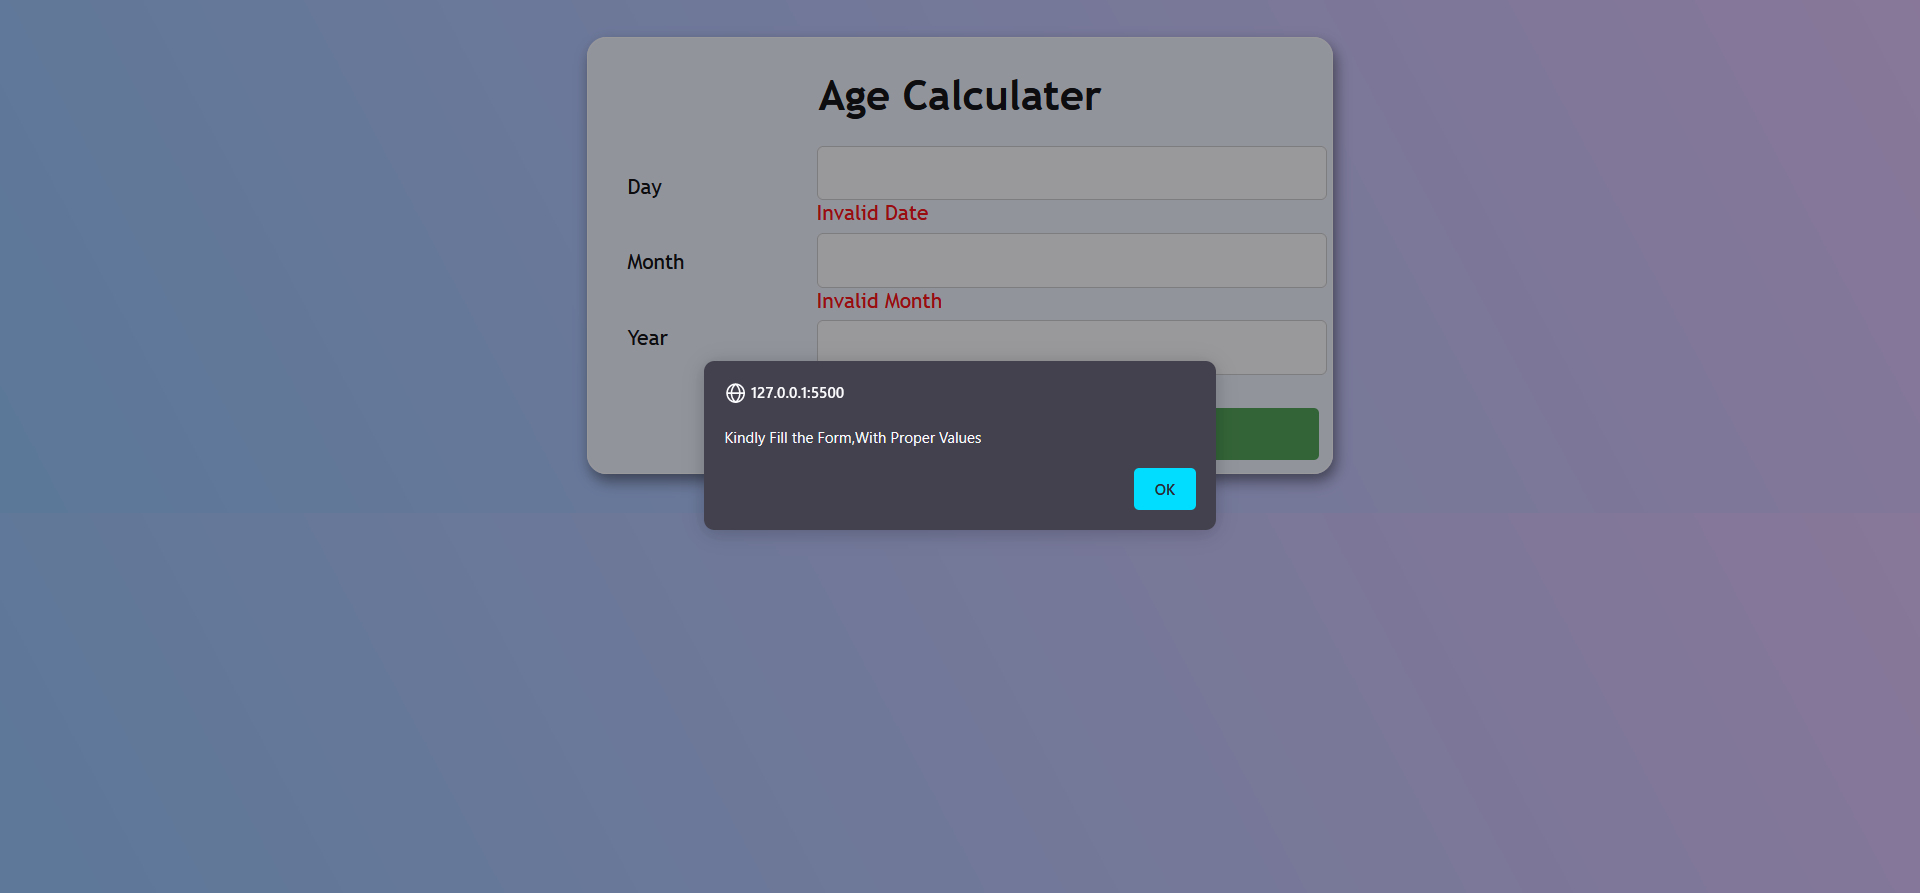 Age Calculater
Day
Invalid Date
Month
Invalid Month
Year
127.0.0.1:5500
Kindly Fill the Form,With Proper Values
OK